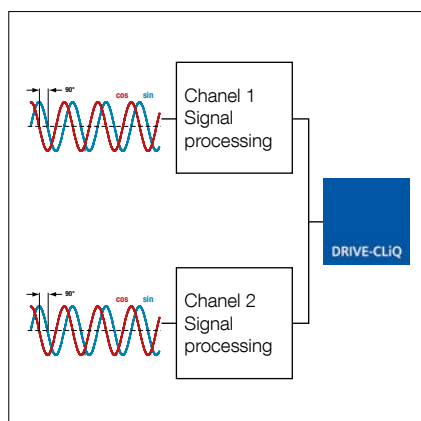 90°
cos sin
Chanel 1
Signal
processing
DRIVE-CLiQ
90°
cos sin
Chanel 2
Signal
processing